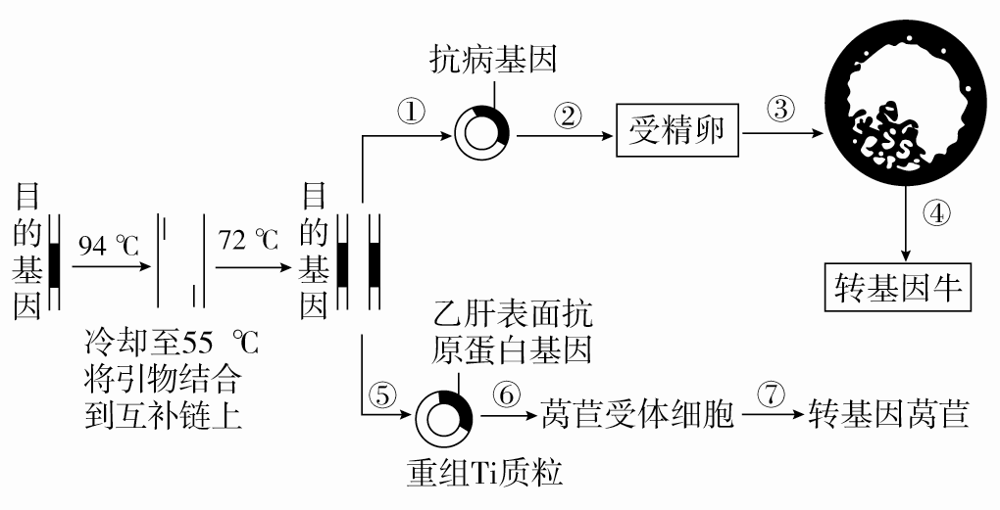 抗病基因
①
②
受精卵
③
目的基因
94 ℃
72 ℃
目的基因
④
转基因牛
冷却至55 ℃
将引物结合
到互补链上
乙肝表面抗
原蛋白基因
⑤
⑥
莴苣受体细胞
⑦
转基因莴苣
重组Ti质粒